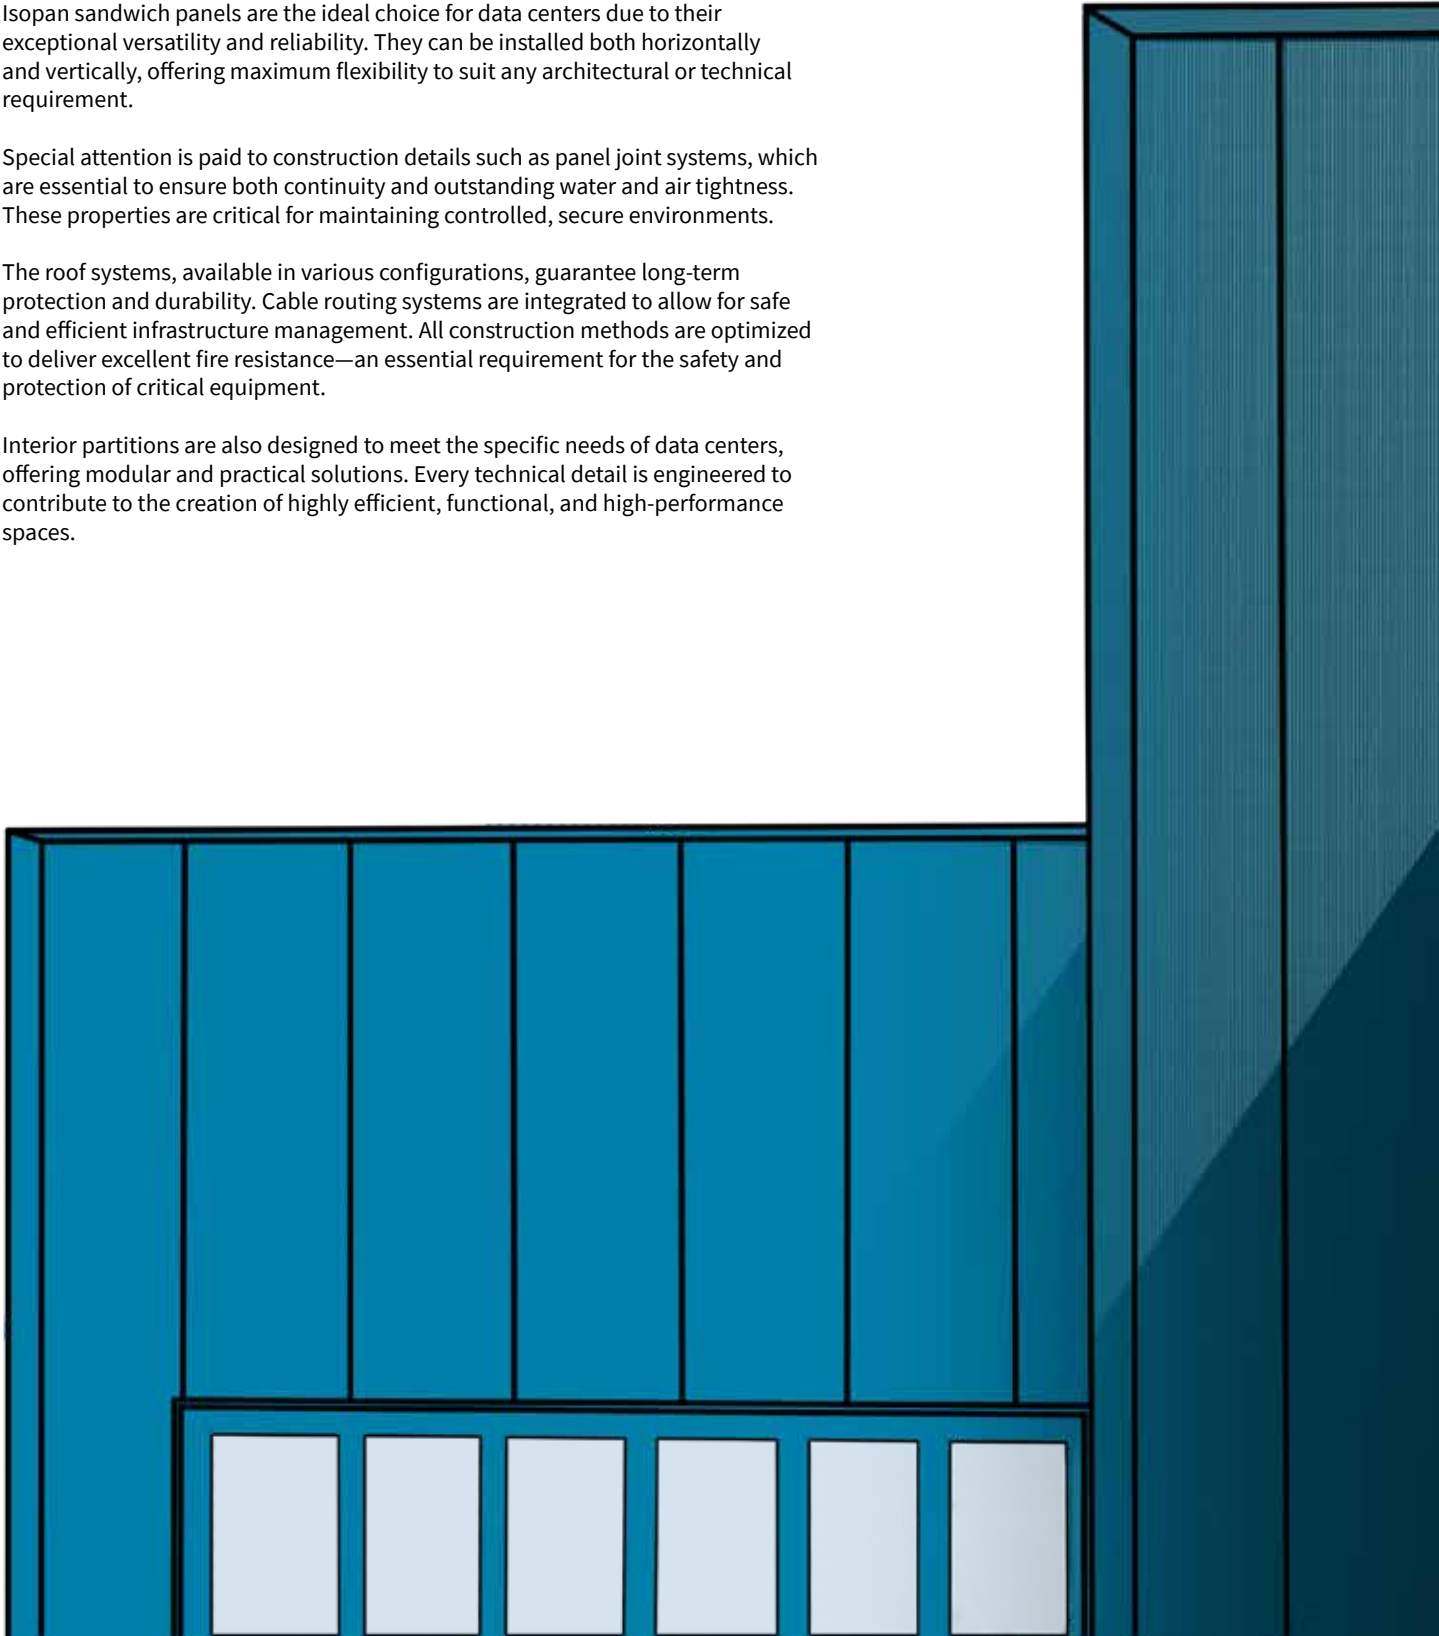 Isopan sandwich panels are the ideal choice for data centers due to their
exceptional versatility and reliability. They can be installed both horizontally
and vertically, offering maximum flexibility to suit any architectural or technical
requirement.
Special attention is paid to construction details such as panel joint systems, which
are essential to ensure both continuity and outstanding water and air tightness.
These properties are critical for maintaining controlled, secure environments.
The roof systems, available in various configurations, guarantee long-term
protection and durability. Cable routing systems are integrated to allow for safe
and efficient infrastructure management. All construction methods are optimized
to deliver excellent fire resistance—an essential requirement for the safety and
protection of critical equipment.
Interior partitions are also designed to meet the specific needs of data centers,
offering modular and practical solutions. Every technical detail is engineered to
contribute to the creation of highly efficient, functional, and high-performance
spaces.